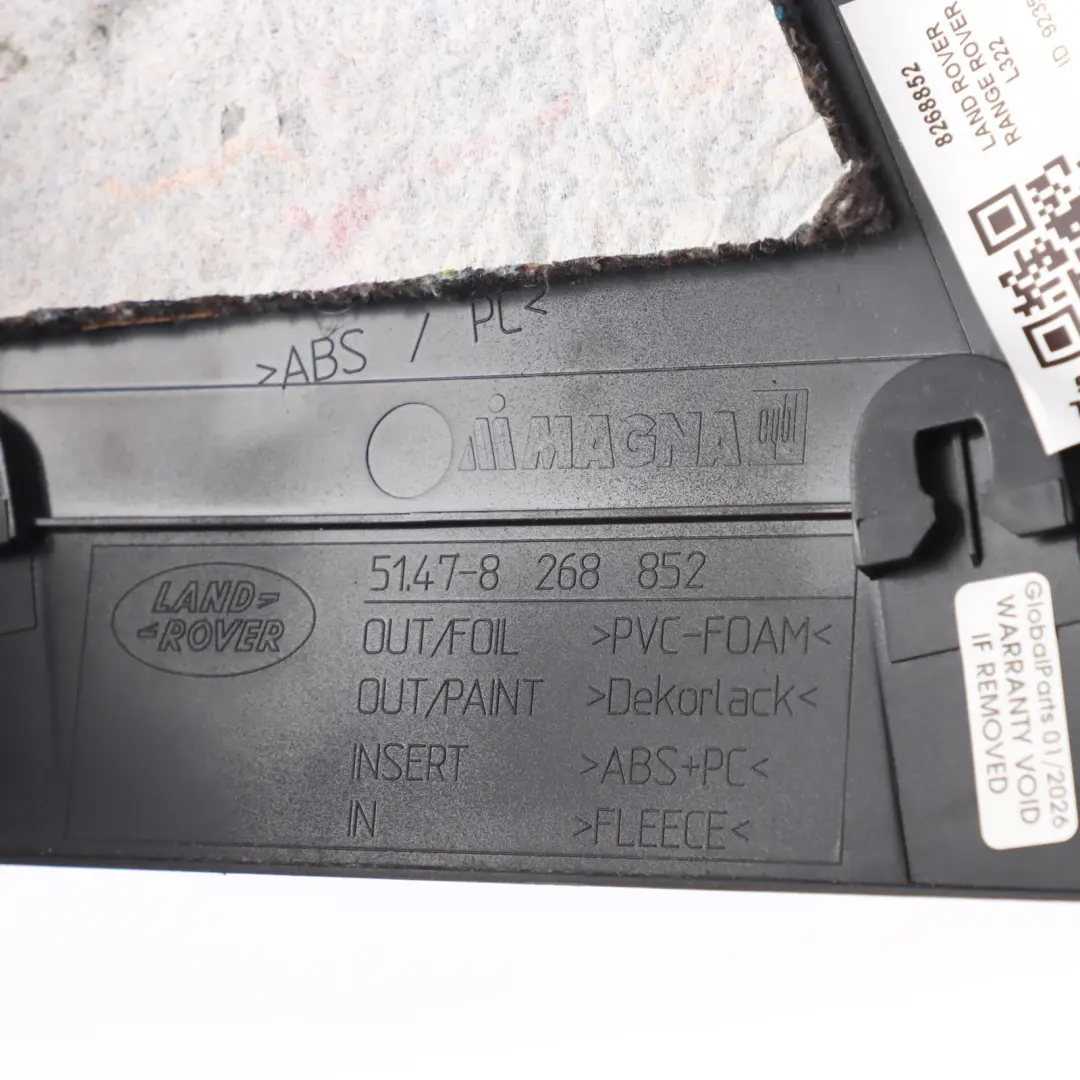 8268852
LAND ROVER
RANGE ROVER
L322
>ABS / PC<
MAGNA
LAND
ROVER
51.47-8 268 852
OUT/FOIL >PVC-FOAM<
OUT/PAINT >Dekorlack<
INSERT >ABS+PC<
IN >FLEECE<
GlobalParts 01/2026
WARRANTY VOID
IF REMOVED